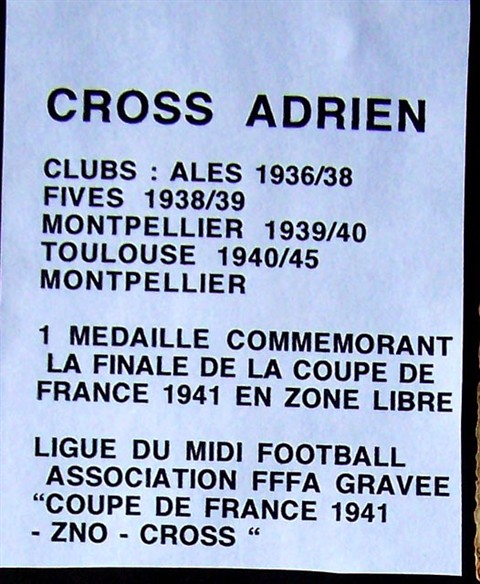 CROSS ADRIEN
CLUBS : ALES 1936/38
FIVES 1938/39
MONTPELLIER 1939/40
TOULOUSE 1940/45
MONTPELLIER
1 MEDAILLE COMMEMORANT
LA FINALE DE LA COUPE DE
FRANCE 1941 EN ZONE LIBRE
LIGUE DU MIDI FOOTBALL
ASSOCIATION FFFA GRAVEE
“COUPE DE FRANCE 1941
- ZNO - CROSS “